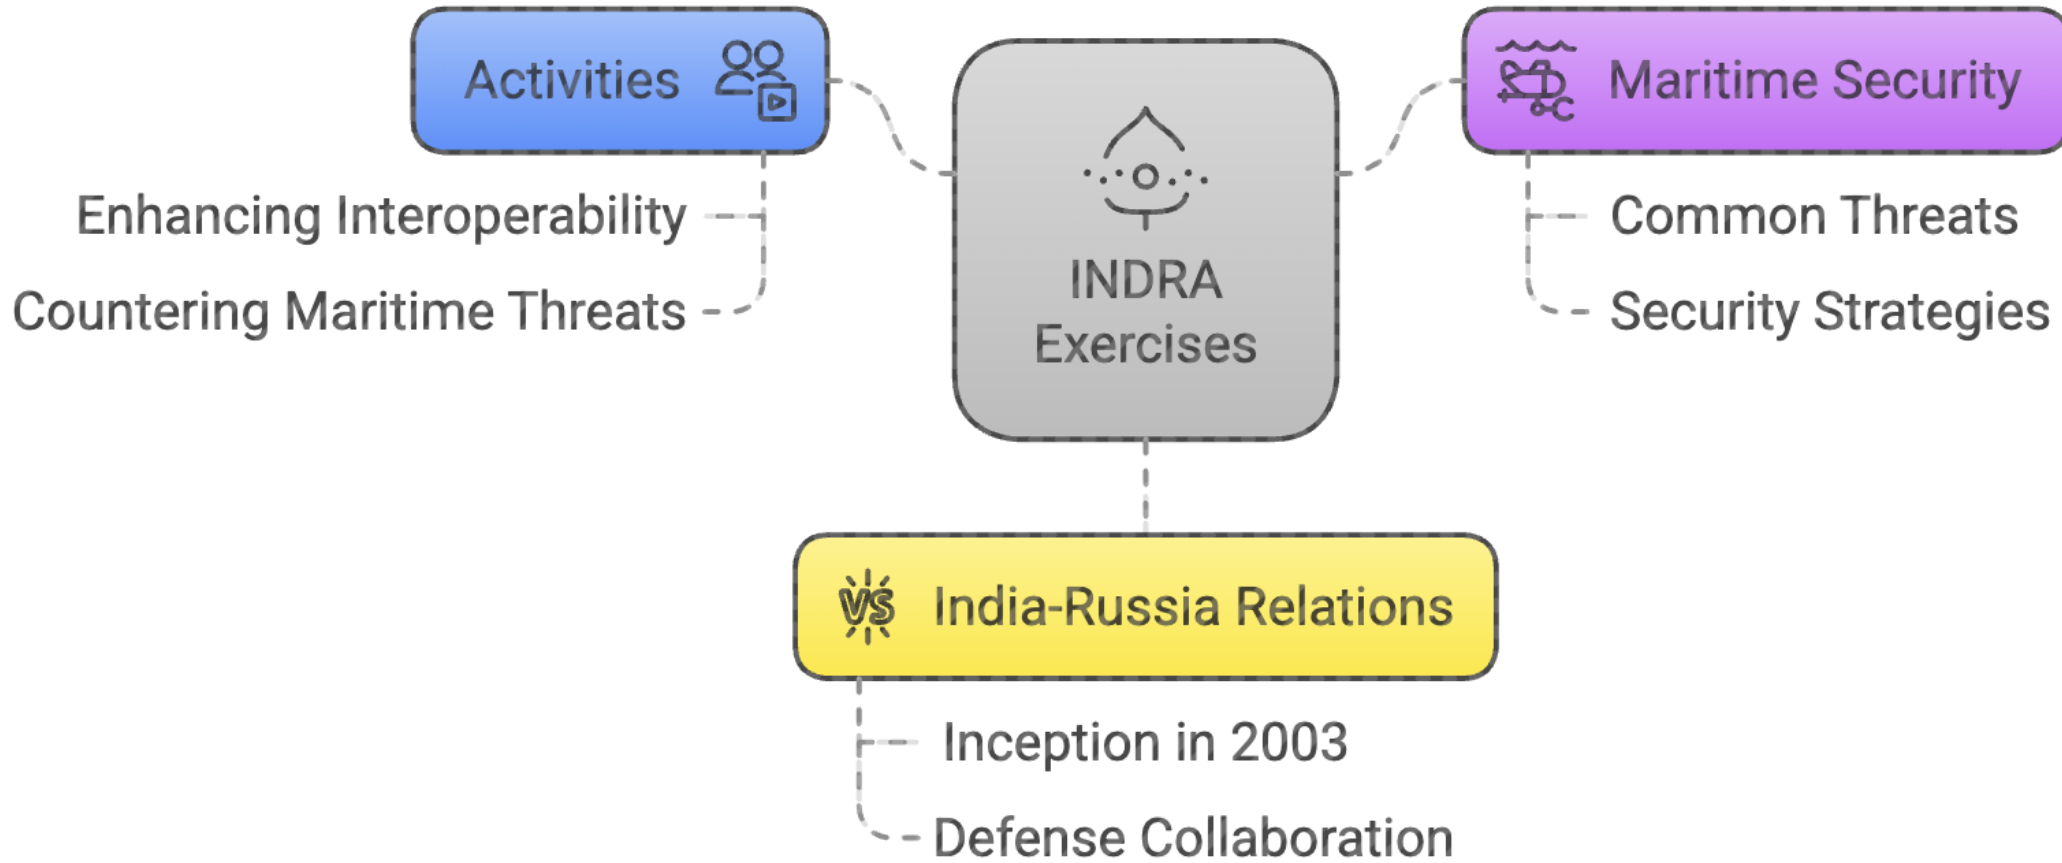 Activities
Enhancing Interoperability
Countering Maritime Threats
INDRA
Exercises
Maritime Security
Common Threats
Security Strategies
VS India-Russia Relations
Inception in 2003
Defense Collaboration